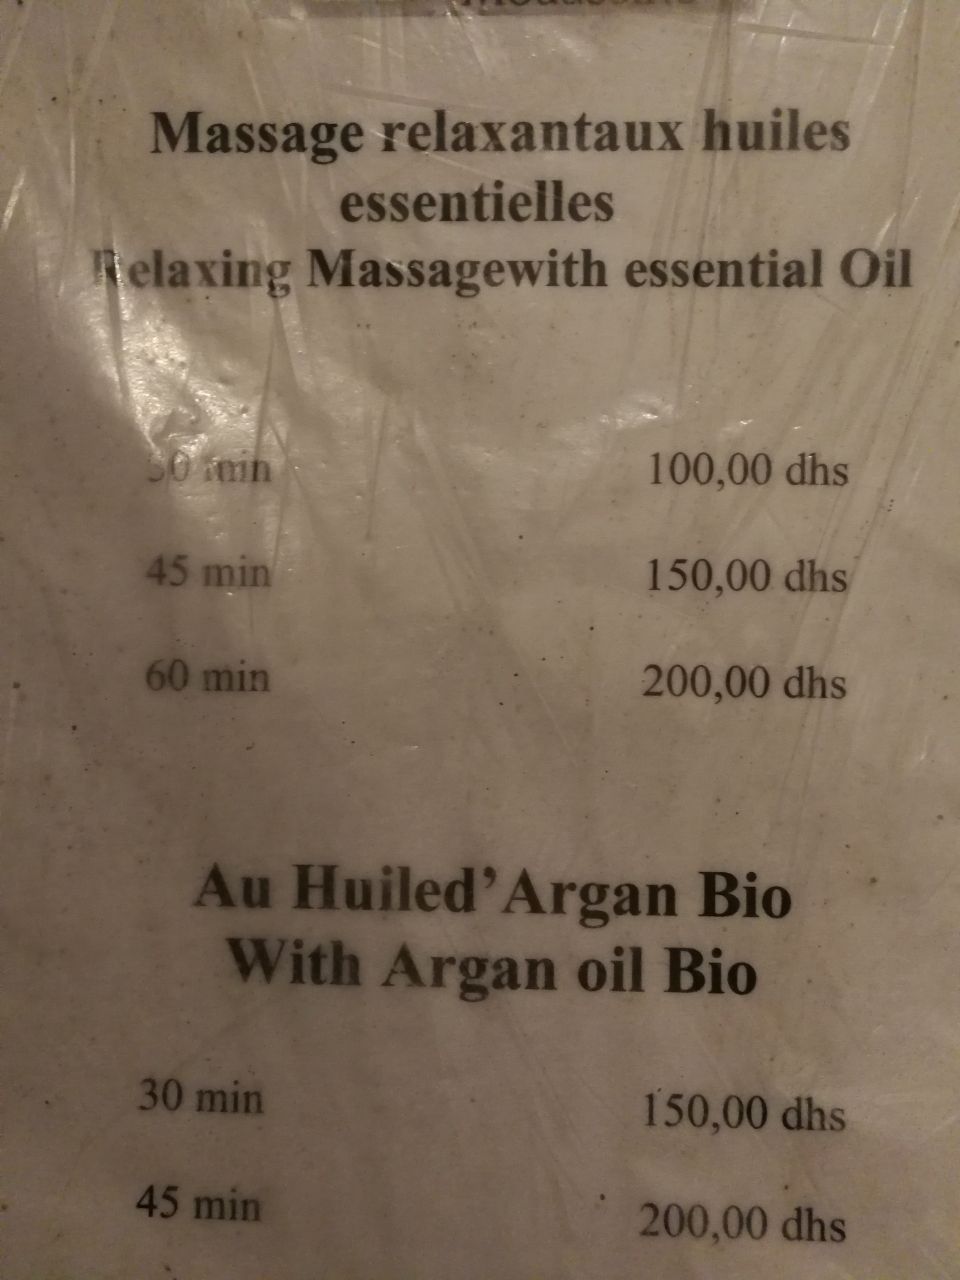 Massage relaxantaux huiles
essentielles
Relaxing Massagewith essential Oil
30 min 100,00 dhs
45 min 150,00 dhs
60 min 200,00 dhs
Au Huiled’Argan Bio
With Argan oil Bio
30 min 150,00 dhs
45 min 200,00 dhs